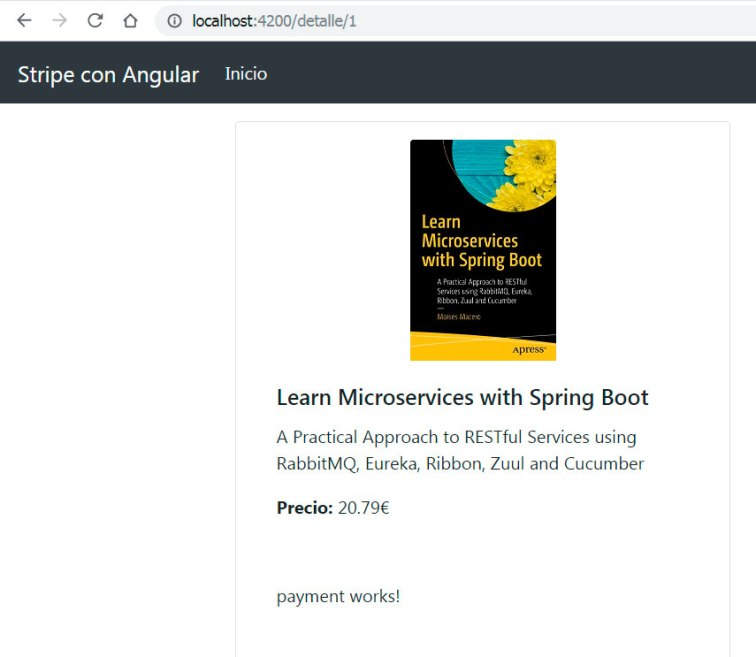 localhost:4200/detalle/1
Stripe con Angular Inicio
Learn
Microservices
with Spring Boot
A Practical Approach to RESTful
Services using RabbitMQ, Eureka,
Ribbon, Zuul and Cucumber
Moises Macero
Apress®
Learn Microservices with Spring Boot
A Practical Approach to RESTful Services using
RabbitMQ, Eureka, Ribbon, Zuul and Cucumber
Precio: 20.79€
payment works!